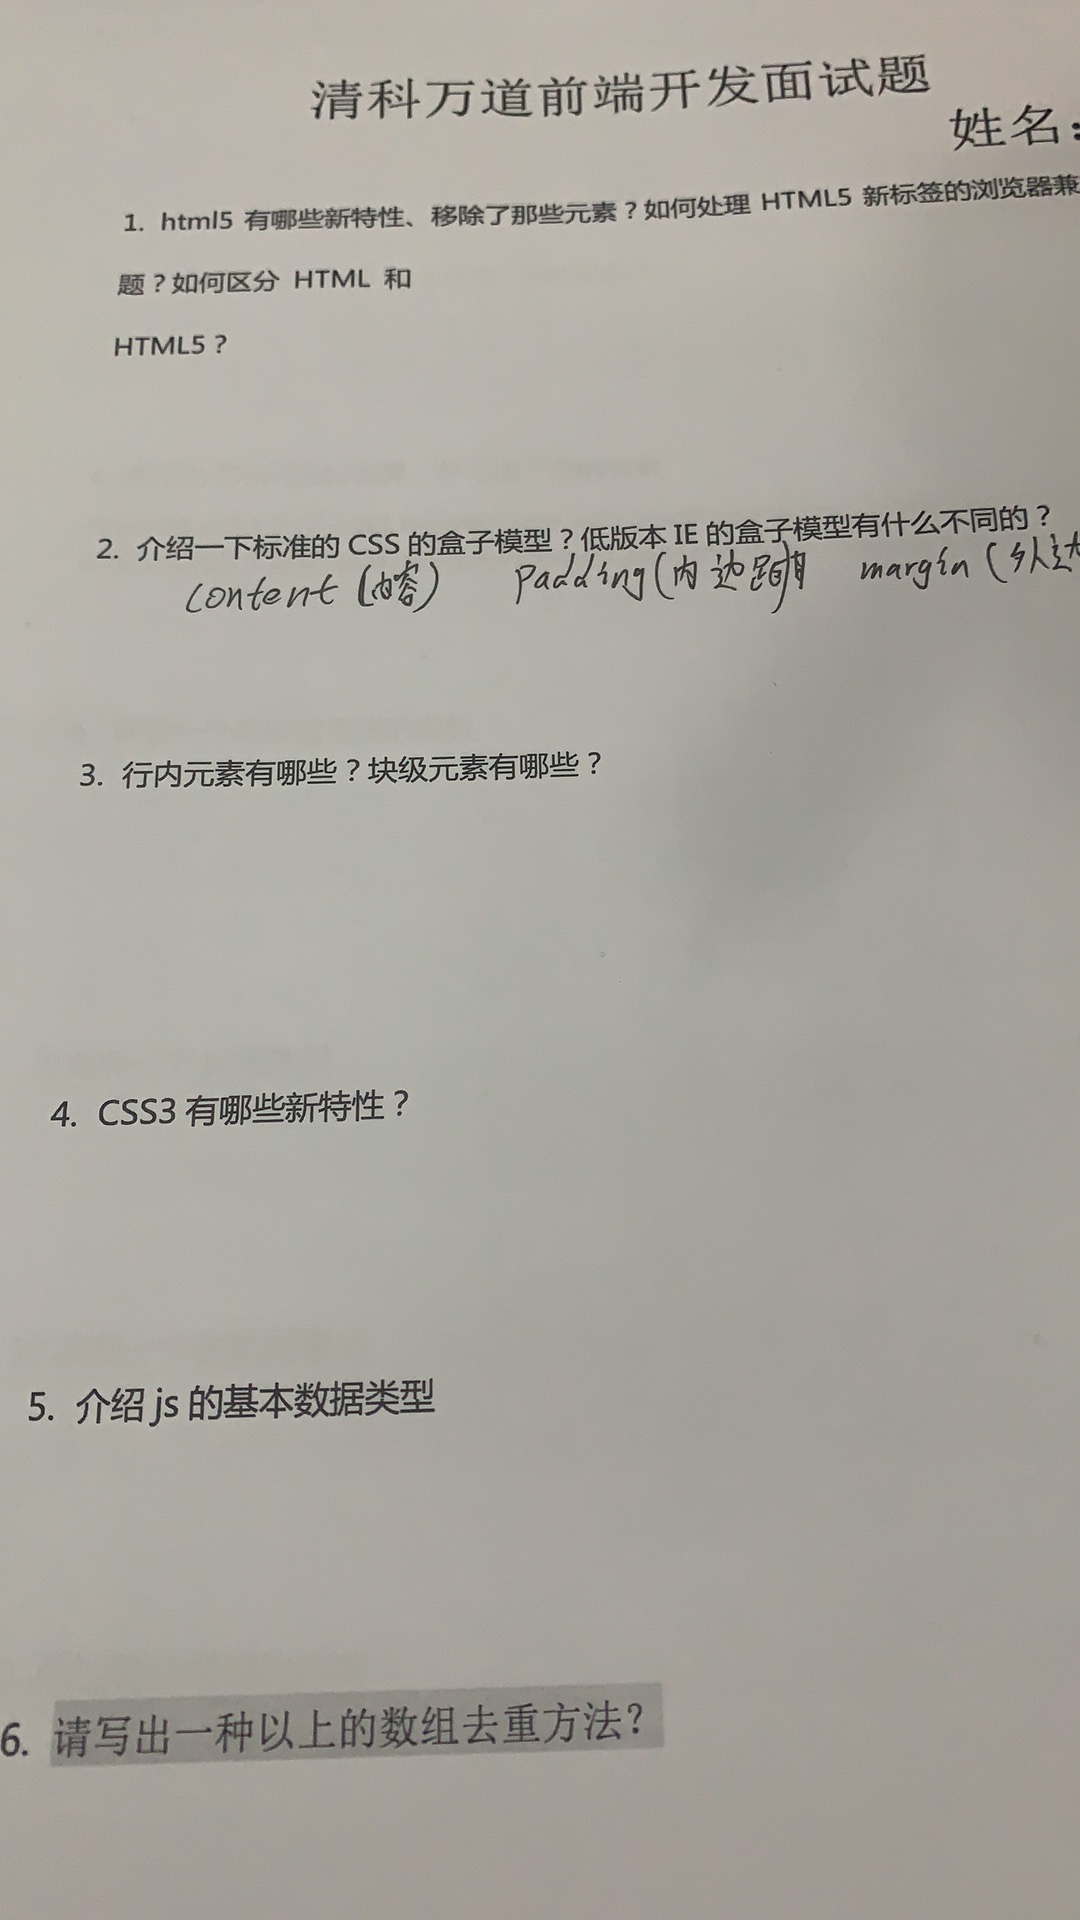 清科万道前端开发面试题
姓名：
1. html5 有哪些新特性、移除了那些元素？如何处理 HTML5 新标签的浏览器兼
题？如何区分 HTML 和
HTML5？
2. 介绍一下标准的 CSS 的盒子模型？低版本 IE 的盒子模型有什么不同的？
content (内容) padding (内边距) margin (外边
3. 行内元素有哪些？块级元素有哪些？
4. CSS3 有哪些新特性？
5. 介绍 js 的基本数据类型
6. 请写出一种以上的数组去重方法？